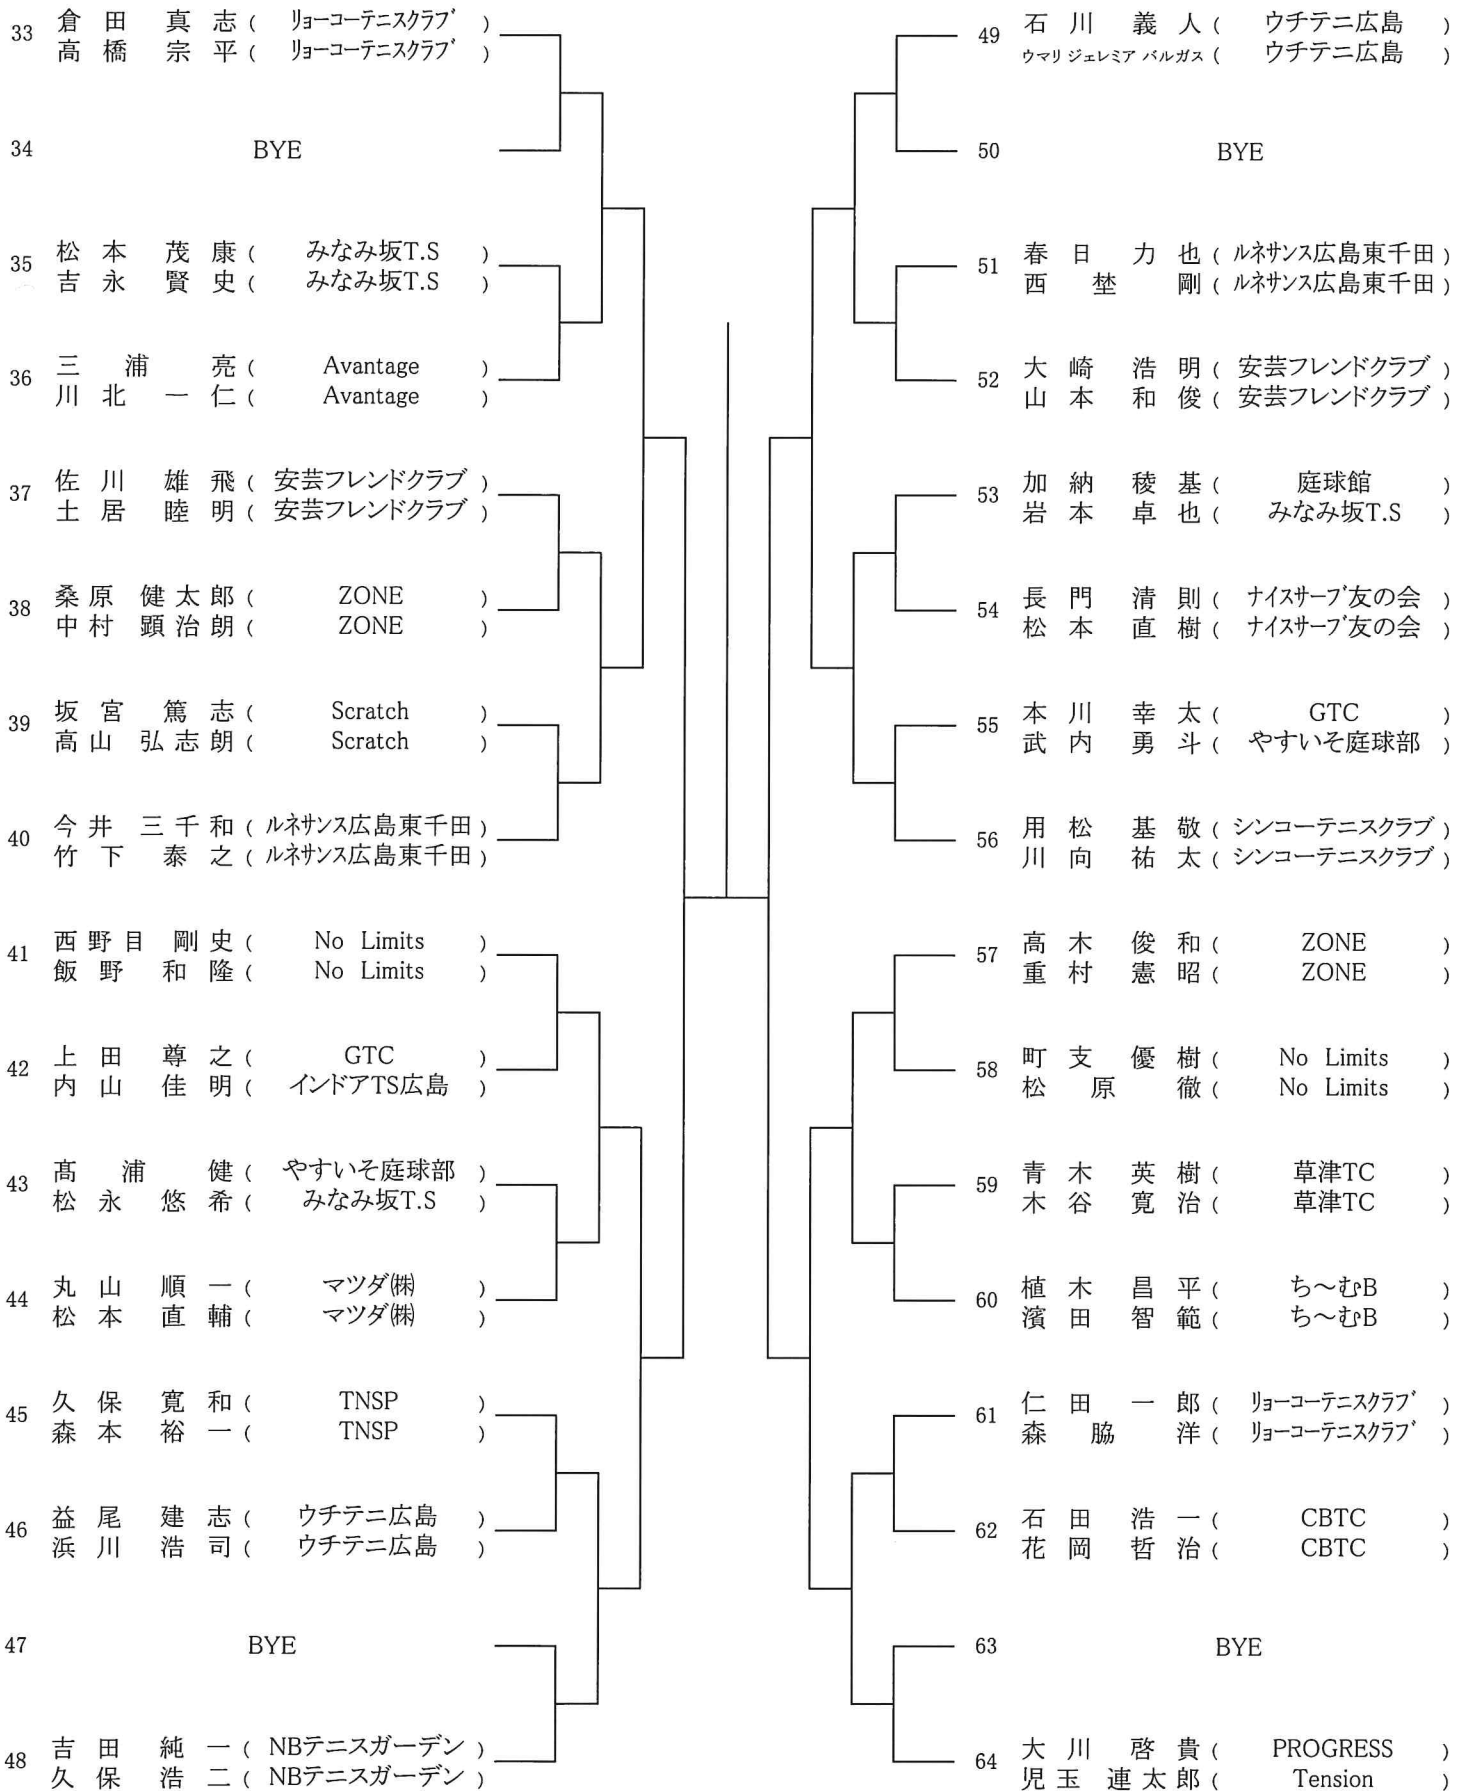 33 倉田 真志 ( リョーコーテニスクラブ )
髙橋 宗平 ( リョーコーテニスクラブ )
34 BYE
35 松本 茂康 ( みなみ坂T.S )
吉永 賢史 ( みなみ坂T.S )
36 三浦 亮 ( Avantage )
川北 一仁 ( Avantage )
37 佐川 雄飛 ( 安芸フレンドクラブ )
土居 睦明 ( 安芸フレンドクラブ )
38 桑原 健太郎 ( ZONE )
中村 顕治朗 ( ZONE )
39 坂宮 篤志 ( Scratch )
高山 弘志朗 ( Scratch )
40 今井 三千和 ( ルネサンス広島東千田 )
竹下 泰之 ( ルネサンス広島東千田 )
41 西野目 剛史 ( No Limits )
飯野 和隆 ( No Limits )
42 上田 尊之 ( GTC )
内山 佳明 ( インドアTS広島 )
43 髙浦 健 ( やすいそ庭球部 )
松永 悠希 ( みなみ坂T.S )
44 丸山 順一 ( マツダ㈱ )
松本 直輔 ( マツダ㈱ )
45 久保 寛和 ( TNSP )
森本 裕一 ( TNSP )
46 益尾 建志 ( ウチテニ広島 )
浜川 浩司 ( ウチテニ広島 )
47 BYE
48 吉田 純一 ( NBテニスガーデン )
久保 浩二 ( NBテニスガーデン )
49 石川 義人 ( ウチテニ広島 )
ウマリ ジェレミア バルガス ( ウチテニ広島 )
50 BYE
51 春日 力也 ( ルネサンス広島東千田 )
西埜 剛 ( ルネサンス広島東千田 )
52 大崎 浩明 ( 安芸フレンドクラブ )
山本 和俊 ( 安芸フレンドクラブ )
53 加納 稜基 ( 庭球館 )
岩本 卓也 ( みなみ坂T.S )
54 長門 清則 ( ナイスサーブ友の会 )
松本 直樹 ( ナイスサーブ友の会 )
55 本川 幸太 ( GTC )
武内 勇斗 ( やすいそ庭球部 )
56 用松 基敬 ( シンコーテニスクラブ )
川向 祐太 ( シンコーテニスクラブ )
57 高木 俊和 ( ZONE )
重村 憲昭 ( ZONE )
58 町支 優樹 ( No Limits )
松原 徹 ( No Limits )
59 青木 英樹 ( 草津TC )
木谷 寛治 ( 草津TC )
60 植木 昌平 ( ち～むB )
濱田 智範 ( ち～むB )
61 仁田 一郎 ( リョーコーテニスクラブ )
森脇 洋 ( リョーコーテニスクラブ )
62 石田 浩一 ( CBTC )
花岡 哲治 ( CBTC )
63 BYE
64 大川 啓貴 ( PROGRESS )
児玉 連太郎 ( Tension )